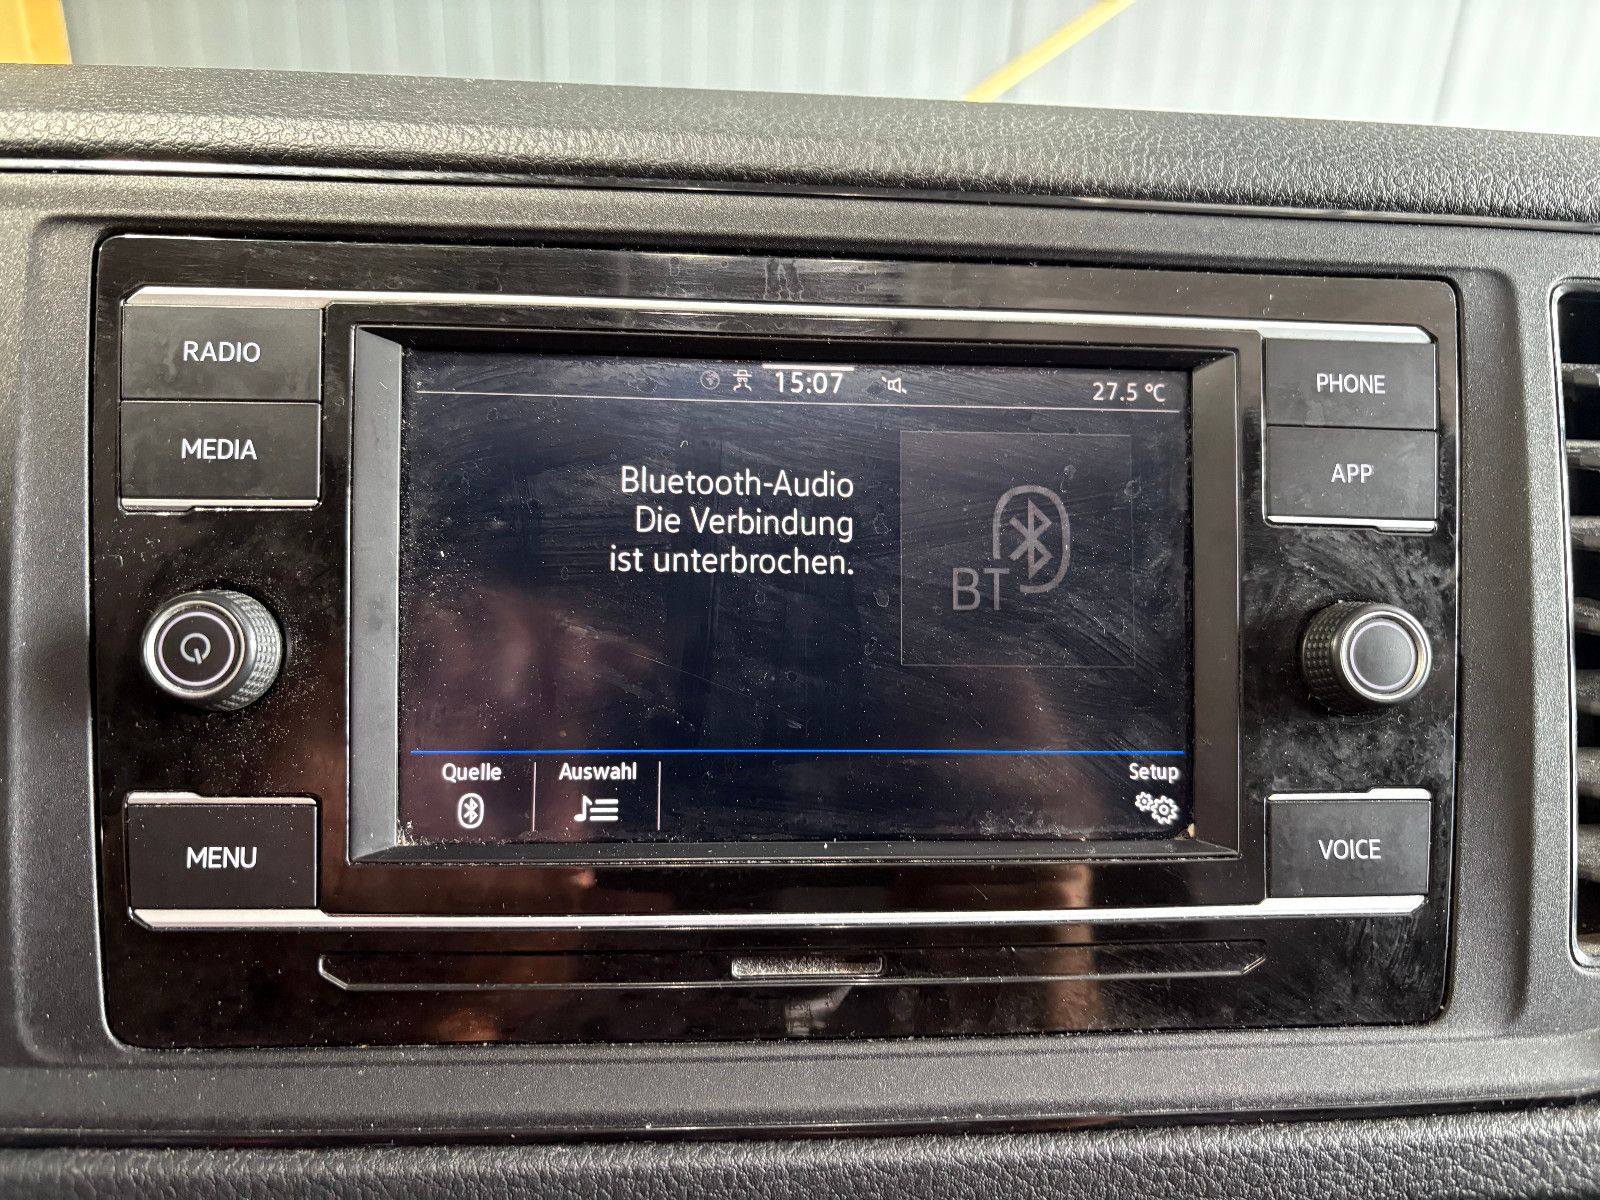 RADIO
MEDIA
MENU
15:07
27.5 °C
Bluetooth-Audio
Die Verbindung
ist unterbrochen.
BT
Quelle
Auswahl
Setup
PHONE
APP
VOICE